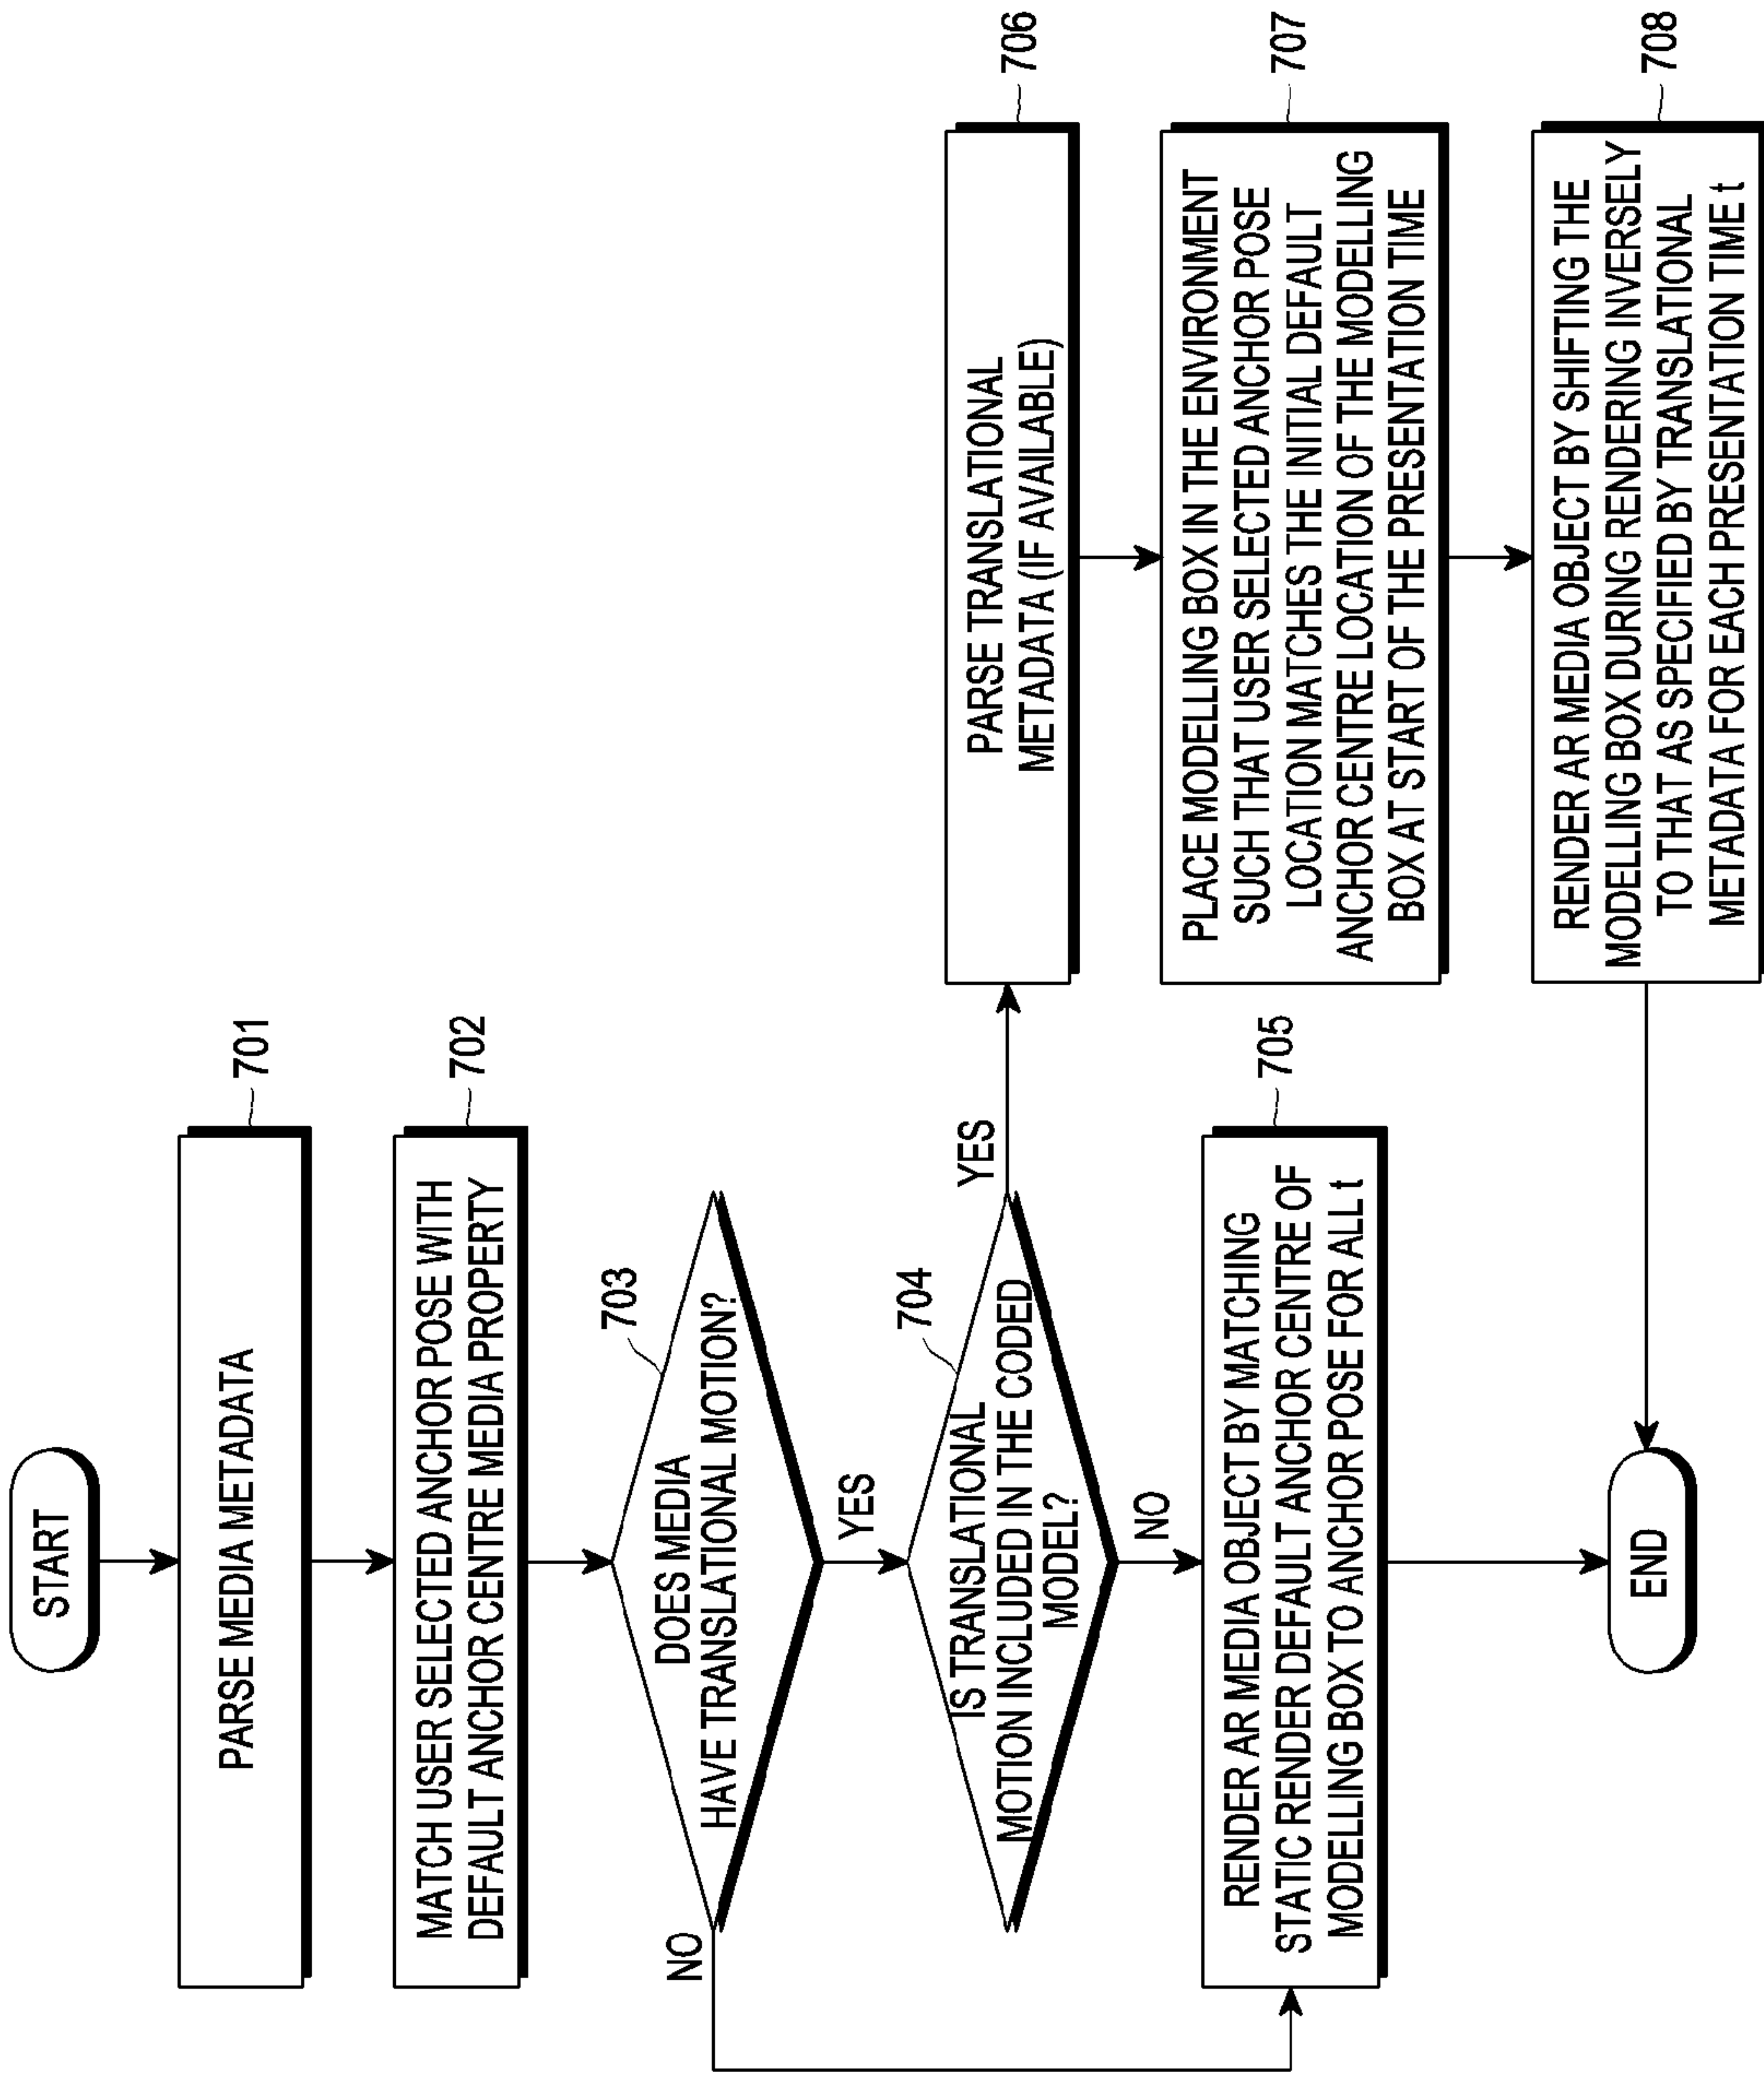 START
701
PARSE MEDIA METADATA
702
MATCH USER SELECTED ANCHOR POSE WITH
DEFAULT ANCHOR CENTRE MEDIA PROPERTY
703
DOES MEDIA
HAVE TRANSLATIONAL MOTION?
NO
YES
704
IS TRANSLATIONAL
MOTION INCLUDED IN THE CODED
MODEL?
YES
NO
705
RENDER AR MEDIA OBJECT BY MATCHING
STATIC RENDER DEFAULT ANCHOR CENTRE OF
MODELLING BOX TO ANCHOR POSE FOR ALL t
706
PARSE TRANSLATIONAL
METADATA (IF AVAILABLE)
707
PLACE MODELLING BOX IN THE ENVIRONMENT
SUCH THAT USER SELECTED ANCHOR POSE
LOCATION MATCHES THE INITIAL DEFAULT
ANCHOR CENTRE LOCATION OF THE MODELLING
BOX AT START OF THE PRESENTATION TIME
708
RENDER AR MEDIA OBJECT BY SHIFTING THE
MODELLING BOX DURING RENDERING INVERSELY
TO THAT AS SPECIFIED BY TRANSLATIONAL
METADATA FOR EACH PRESENTATION TIME t
END